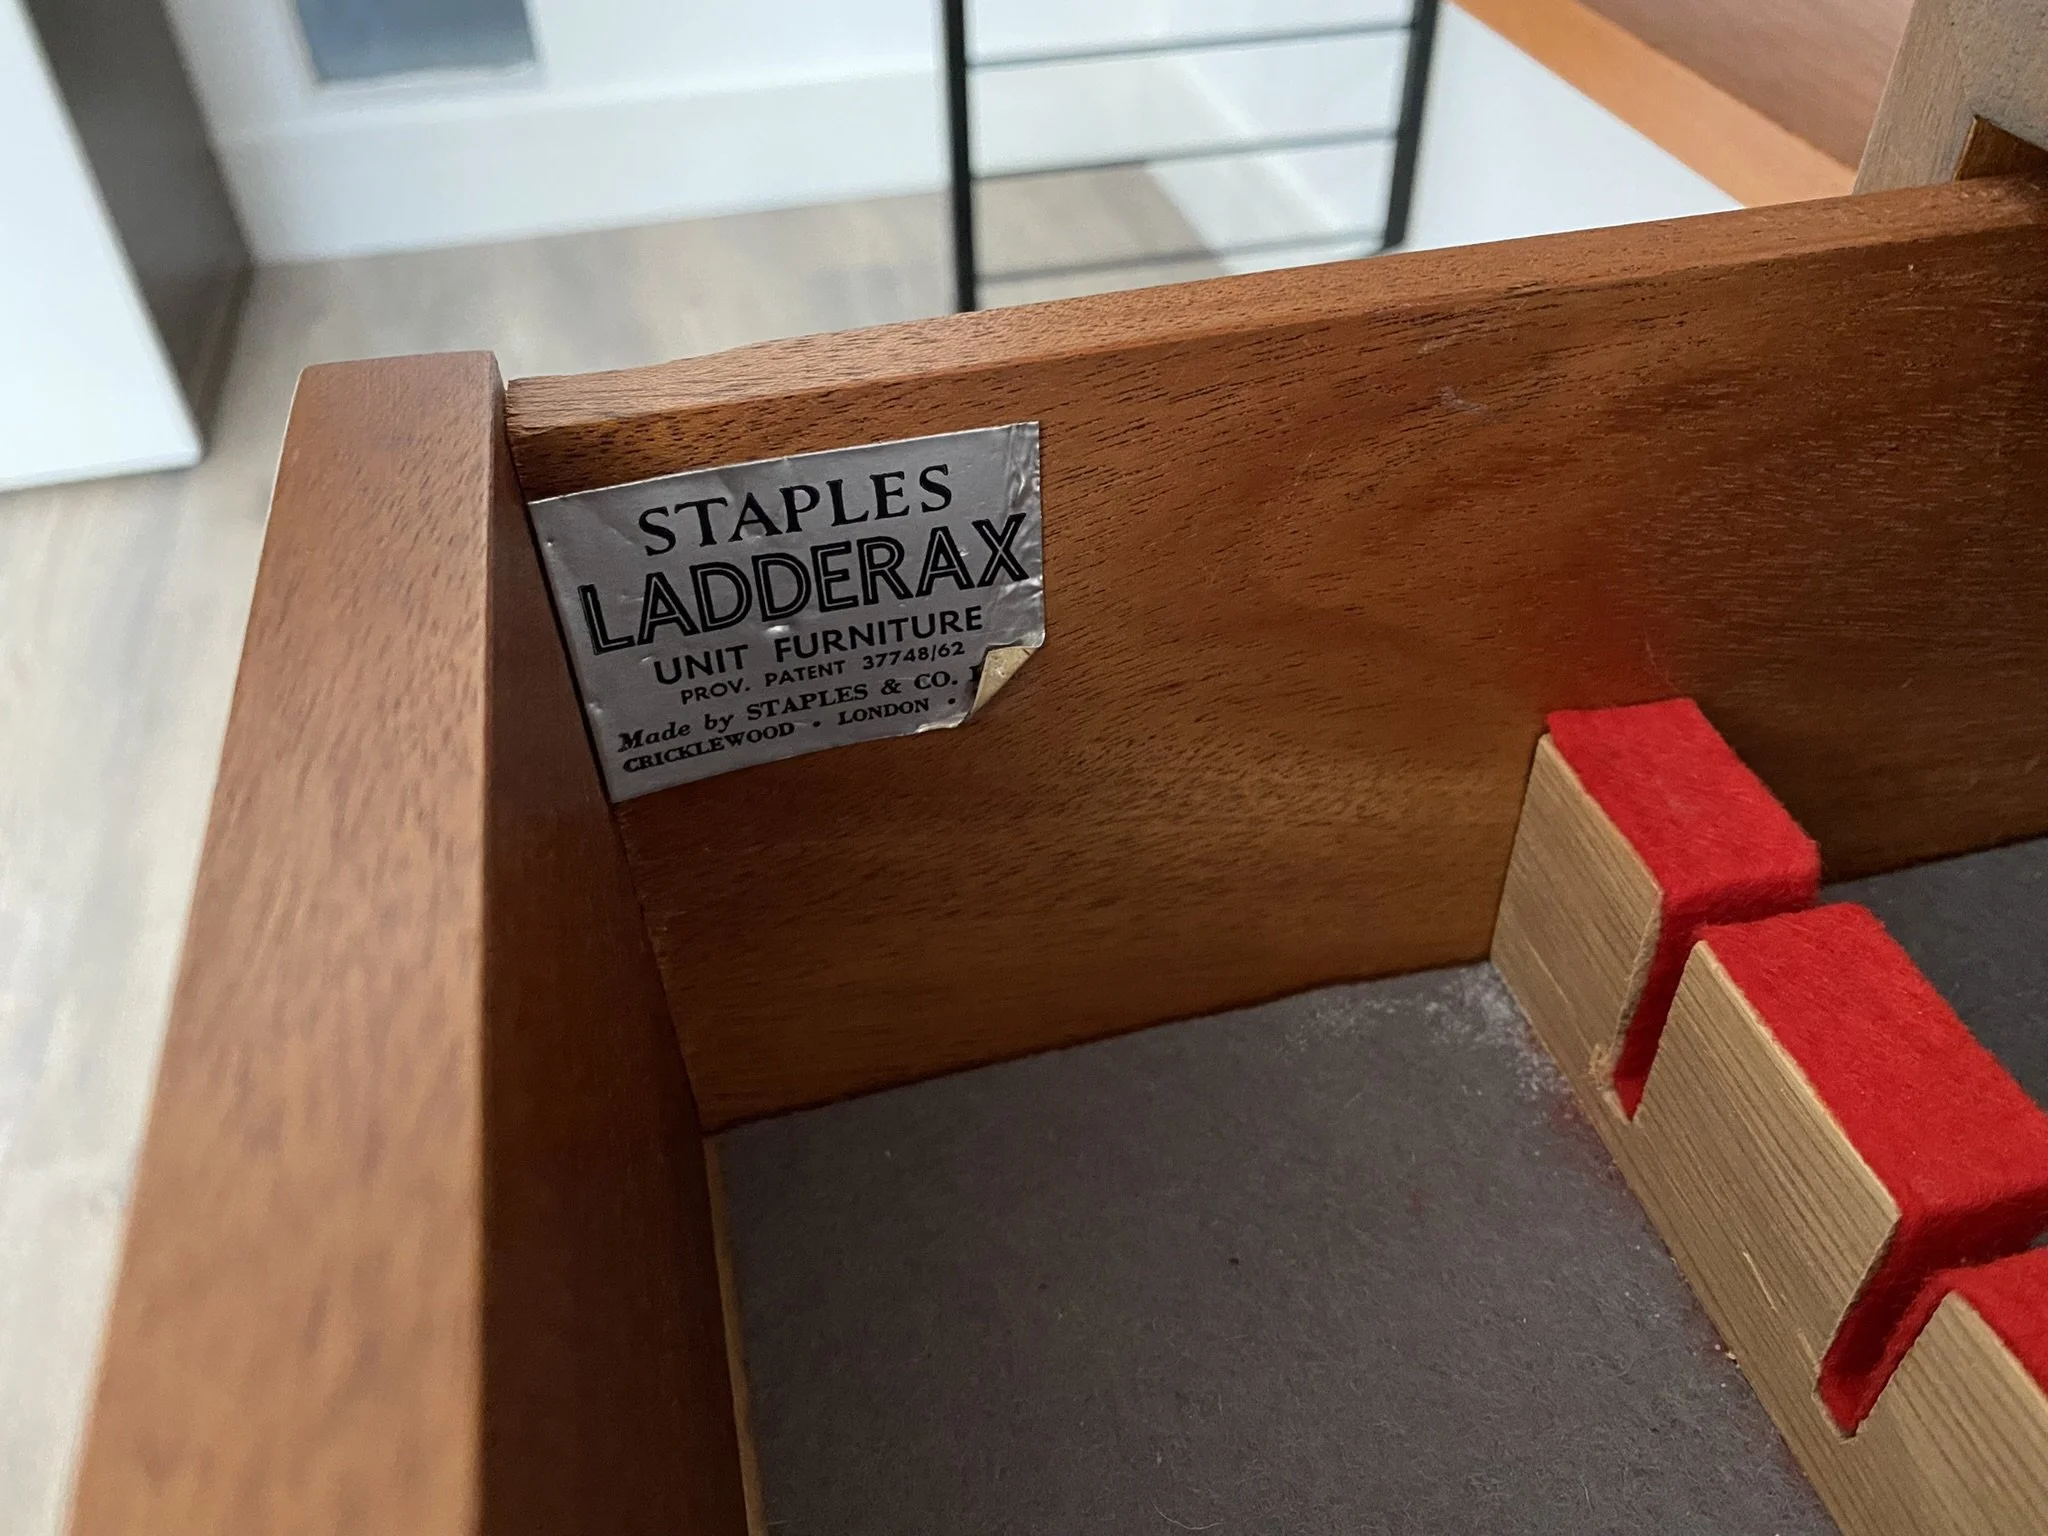 STAPLES
LADDERAX
UNIT FURNITURE
PROV. PATENT 37748/62
Made by STAPLES & CO.
CRICKLEWOOD • LONDON •